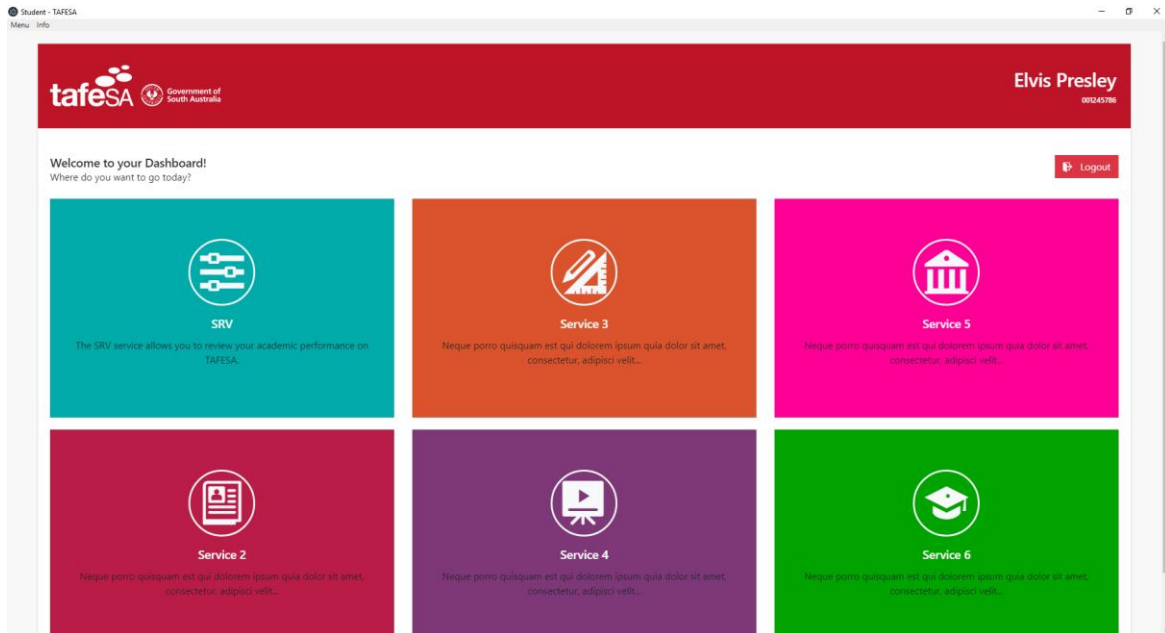 Student - TAFESA
Menu Info
tafeSA Government of
South Australia
Elvis Presley
001245786
Welcome to your Dashboard!
Where do you want to go today?
Logout
SRV
The SRV service allows you to review your academic performance on
TAFESA.
Service 3
Neque porro quisquam est qui dolorem ipsum quia dolor sit amet,
consectetur, adipisci velit...
Service 5
Neque porro quisquam est qui dolorem ipsum quia dolor sit amet,
consectetur, adipisci velit...
Service 2
Neque porro quisquam est qui dolorem ipsum quia dolor sit amet,
consectetur, adipisci velit...
Service 4
Neque porro quisquam est qui dolorem ipsum quia dolor sit amet,
consectetur, adipisci velit...
Service 6
Neque porro quisquam est qui dolorem ipsum quia dolor sit amet,
consectetur, adipisci velit...